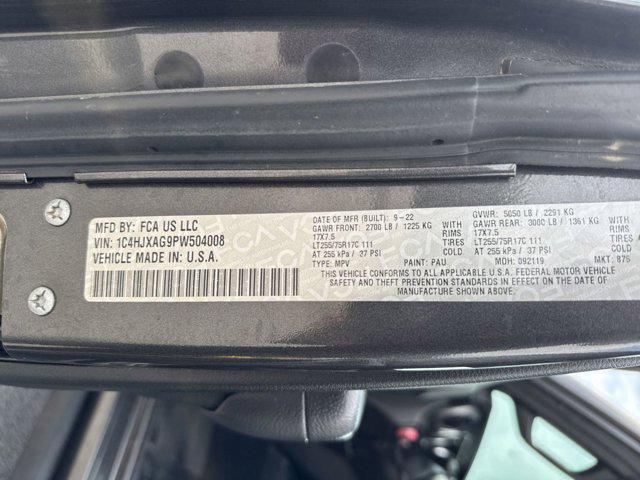 MFD BY: FCA US LLC
VIN: 1C4HJXAG9PW504008
VEHICLE MADE IN: U.S.A.
DATE OF MFR (BUILT): 9-22 GVWR: 5050 LB / 2291 KG
GAWR FRONT: 2700 LB / 1225 KG GAWR REAR: 3000 LB / 1361 KG
17X7.5 RIMS 17X7.5
LT255/75R17C 111 TIRES LT255/75R17C 111 TIRES
AT 255 kPa / 37 PSI COLD AT 255 kPa / 37 PSI COLD
TYPE: MPV PAINT: PAU MDH: 092119 MKT: 875
THIS VEHICLE CONFORMS TO ALL APPLICABLE U.S. FEDERAL MOTOR VEHICLE
SAFETY AND THEFT PREVENTION STANDARDS IN EFFECT ON THE DATE OF
MANUFACTURE SHOWN ABOVE.